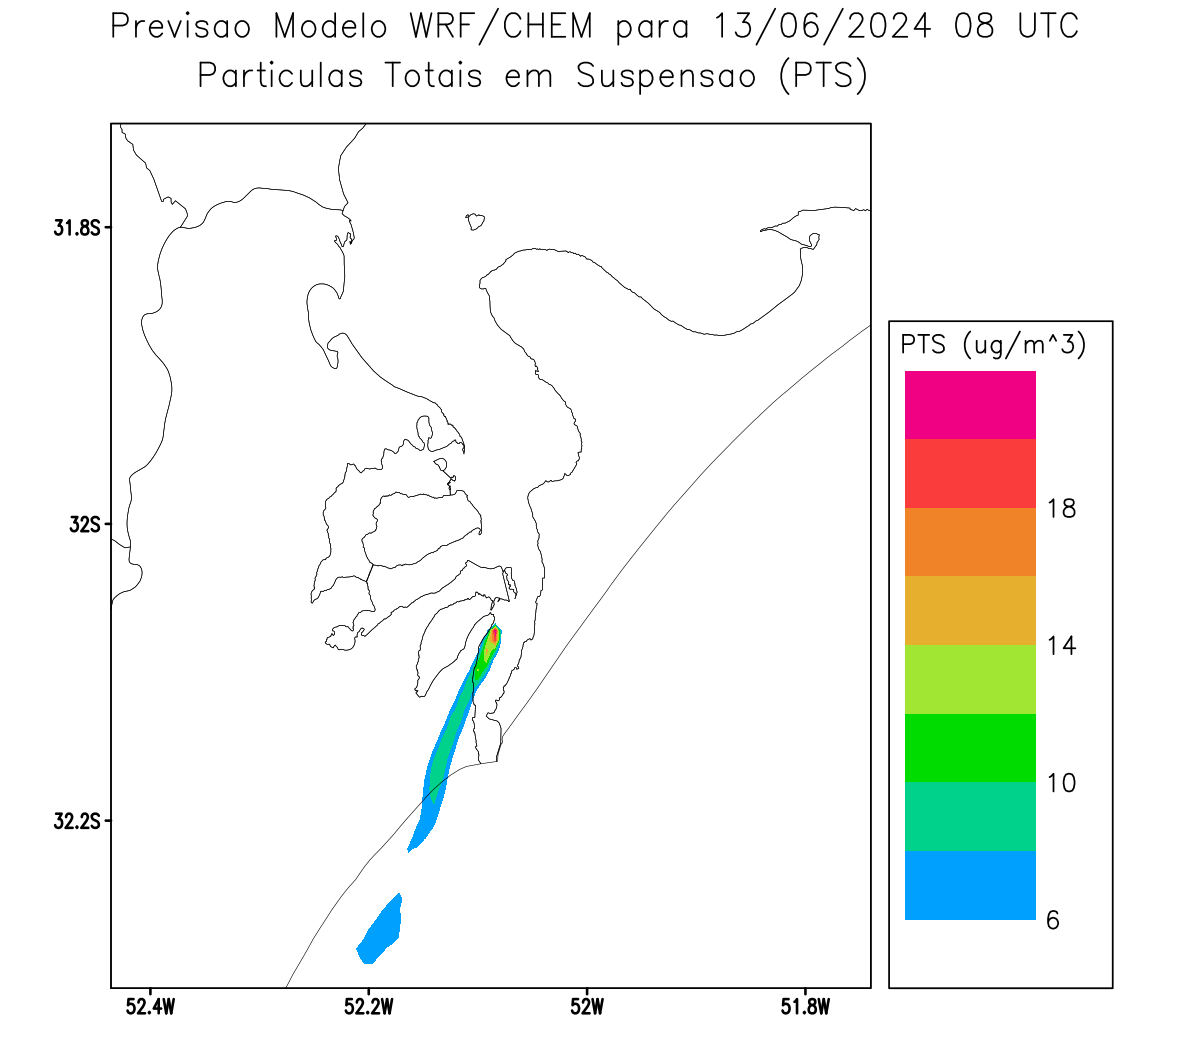 Previsao Modelo WRF/CHEM para 13/06/2024 08 UTC
Particulas Totais em Suspensao (PTS)
31.8S
32S
32.2S
52.4W
52.2W
52W
51.8W
PTS (ug/m^3)
18
14
10
6